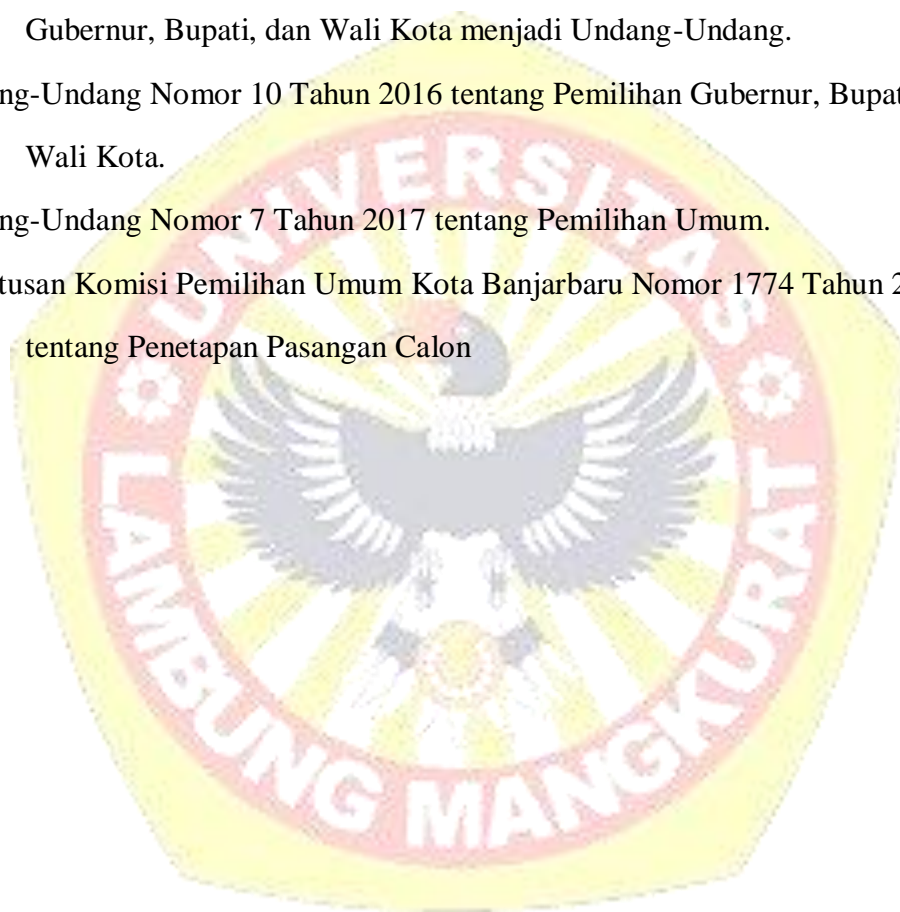 Gubernur, Bupati, dan Wali Kota menjadi Undang-Undang.
ng-Undang Nomor 10 Tahun 2016 tentang Pemilihan Gubernur, Bupat
Wali Kota.
ng-Undang Nomor 7 Tahun 2017 tentang Pemilihan Umum.
tusan Komisi Pemilihan Umum Kota Banjarbaru Nomor 1774 Tahun 2
tentang Penetapan Pasangan Calon
UNIVERSITAS
LAMBUNG MANGKURAT